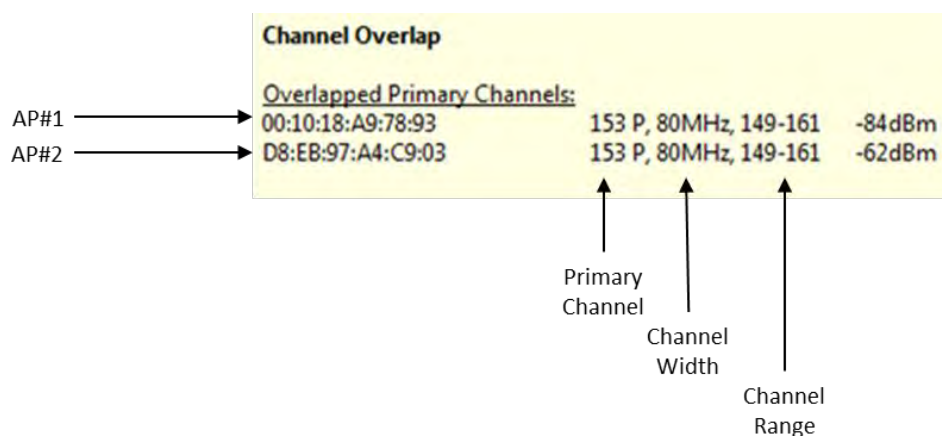 Channel Overlap
Overlapped Primary Channels:
AP#1
00:10:18:A9:78:93 153 P, 80MHz, 149-161 -84dBm
AP#2
D8:EB:97:A4:C9:03 153 P, 80MHz, 149-161 -62dBm
Primary
Channel
Channel
Width
Channel
Range